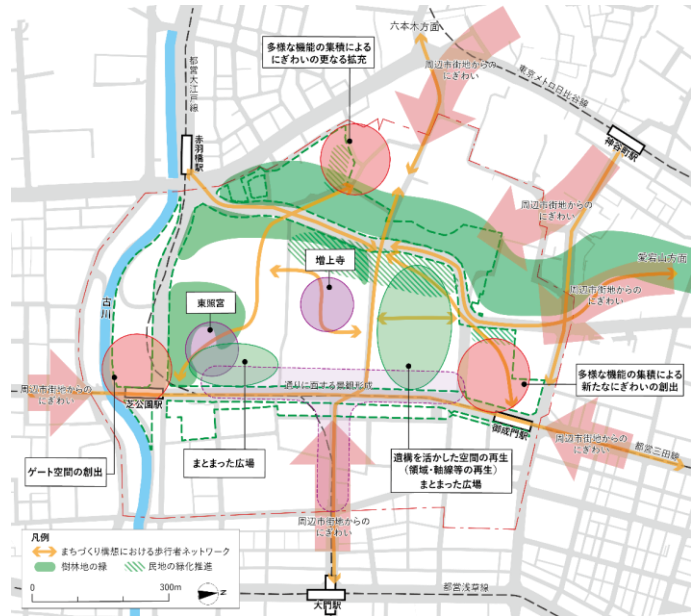 六本木方面
多様な機能の集積による
にぎわいの更なる拡充
周辺市街地からの
にぎわい
東京メトロ日比谷線
都営大江戸線
赤羽橋駅
神谷町駅
周辺市街地からの
にぎわい
愛宕山方面
増上寺
周辺市街地からの
にぎわい
東照宮
古川
多様な機能の集積による
新たなにぎわいの創出
通りに面する景観形成
周辺市街地からの
にぎわい
芝公園駅
御成門駅
周辺市街地からの
にぎわい
都営三田線
ゲート空間の創出
まとまった広場
遺構を活かした空間の再生
(領域・軸線等の再生)
まとまった広場
周辺市街地からの
にぎわい
凡例
まちづくり構想における歩行者ネットワーク
樹林地の緑
民地の緑化推進
0
300m
N
大門駅
都営浅草線